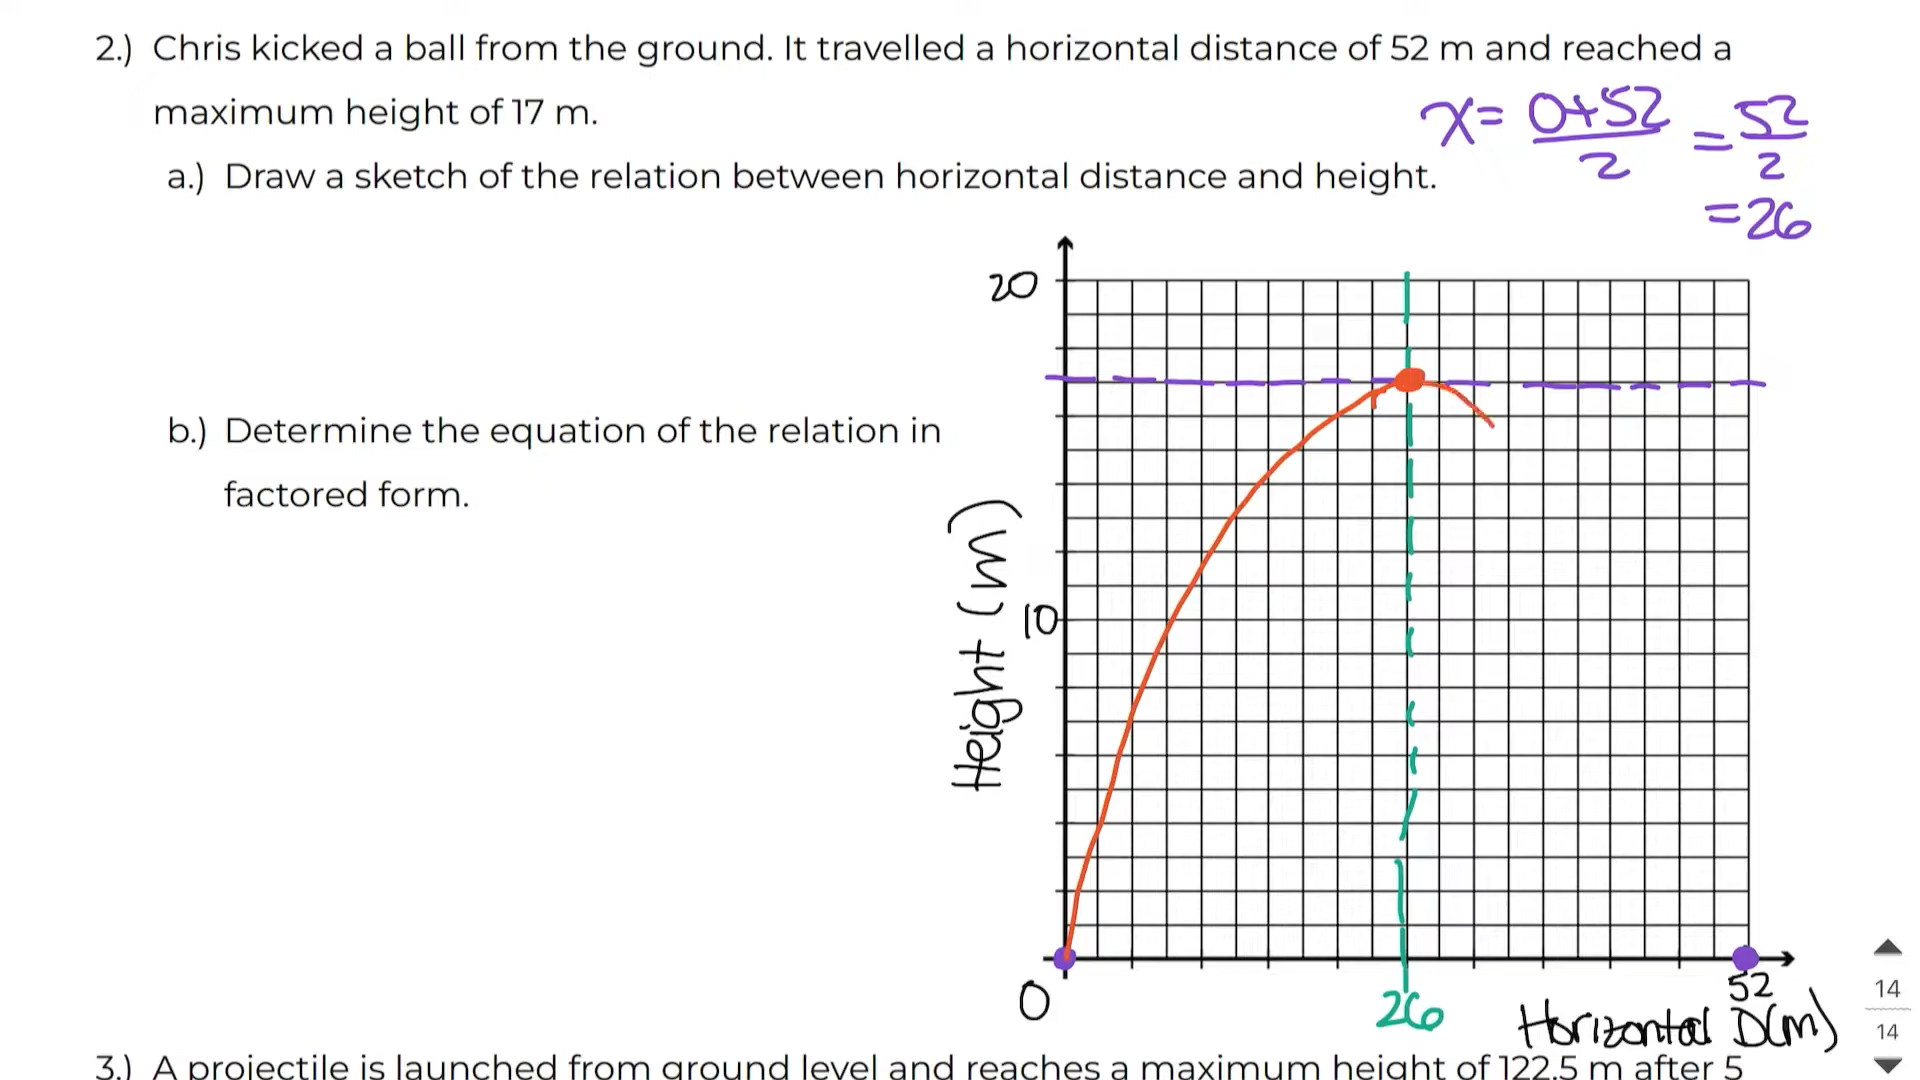 2.) Chris kicked a ball from the ground. It travelled a horizontal distance of 52 m and reached a
maximum height of 17 m.
x = 0+52/2 = 52/2
= 26
a.) Draw a sketch of the relation between horizontal distance and height.
20
b.) Determine the equation of the relation in
factored form.
Height (m)
10
0
26
52
Horizontal D(m)
14
14
3.) A projectile is launched from ground level and reaches a maximum height of 122.5 m after 5